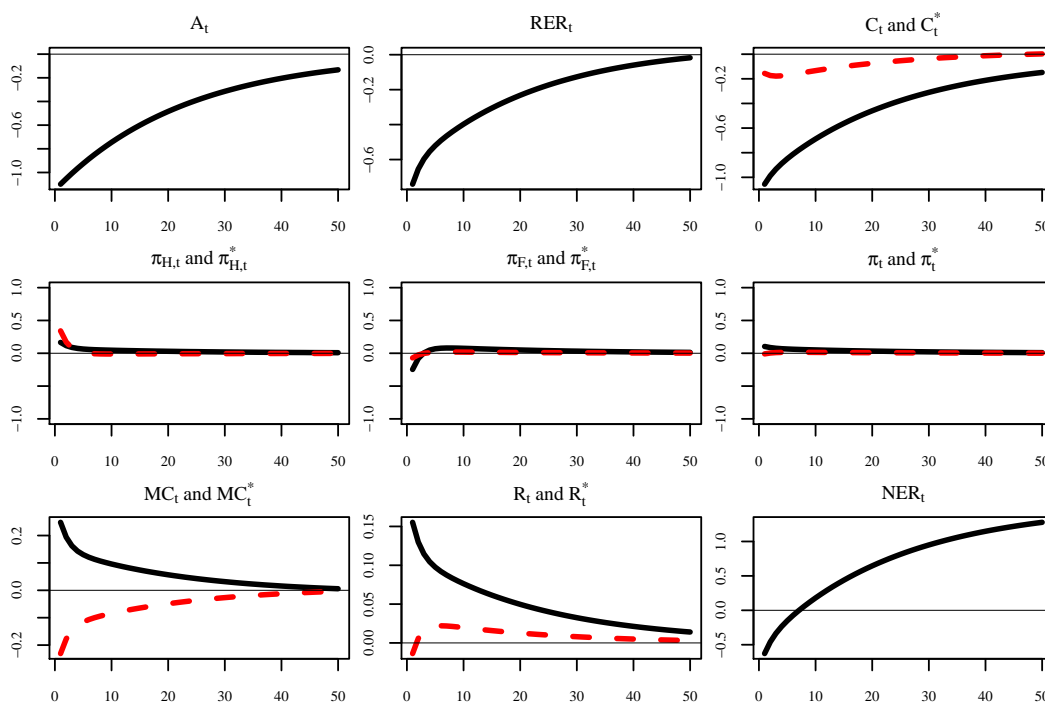 A_t RER_t C_t and C_t^*
-0.2 -0.6 -1.0
0 10 20 30 40 50
0.0 -0.2 -0.6
0 10 20 30 40 50
-0.2 -0.6 -1.0
0 10 20 30 40 50
π_{H,t} and π_{H,t}^* π_{F,t} and π_{F,t}^* π_t and π_t^*
1.0 0.5 0.0 -1.0
0 10 20 30 40 50
1.0 0.5 0.0 -1.0
0 10 20 30 40 50
1.0 0.5 0.0 -1.0
0 10 20 30 40 50
MC_t and MC_t^* R_t and R_t^* NER_t
0.2 0.0 -0.2
0 10 20 30 40 50
0.15 0.10 0.05 0.00
0 10 20 30 40 50
1.0 0.0 -0.5
0 10 20 30 40 50